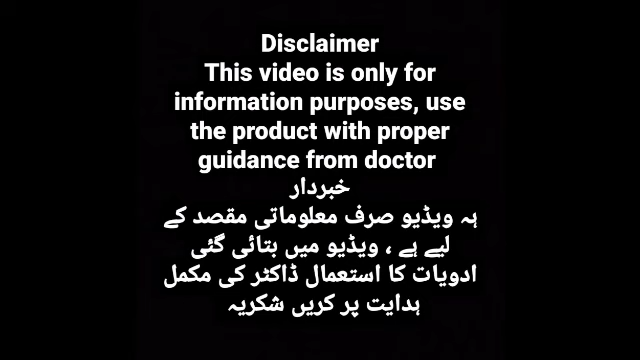 Disclaimer
This video is only for
information purposes, use
the product with proper
guidance from doctor
خبردار
یہ ویڈیو صرف معلوماتی مقصد کے
لیے ہے ، ویڈیو میں بتائی گئی
ادویات کا استعمال ڈاکٹر کی مکمل
ہدایت پر کریں شکریہ